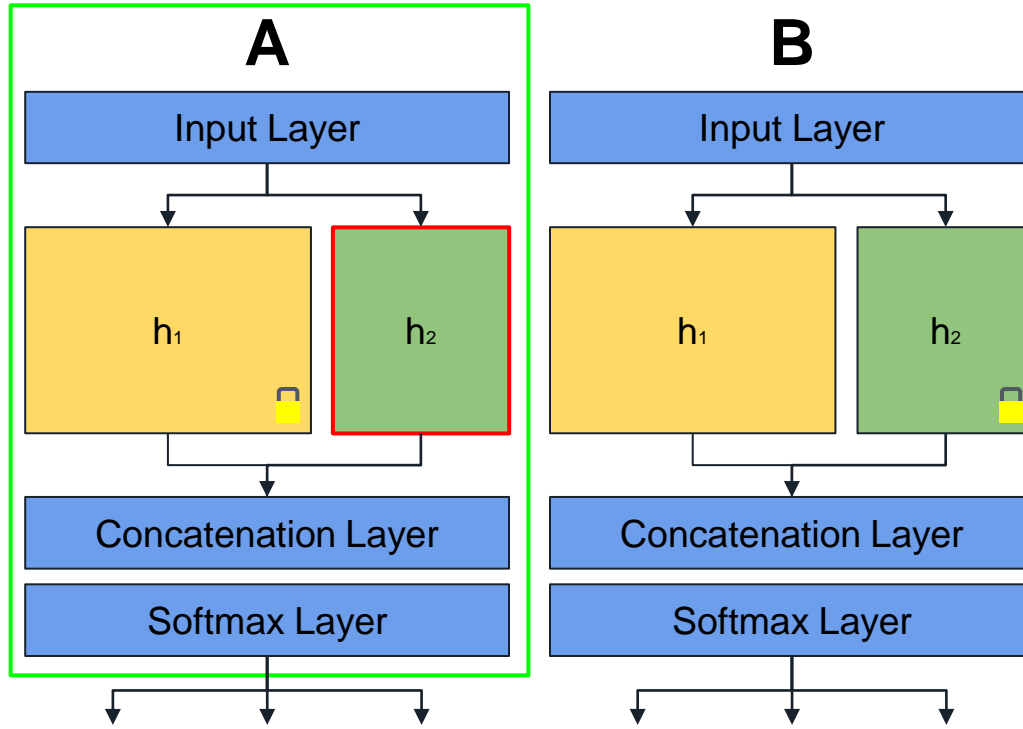 A
B
Input Layer
Input Layer
h₁
h₂
h₁
h₂
Concatenation Layer
Concatenation Layer
Softmax Layer
Softmax Layer